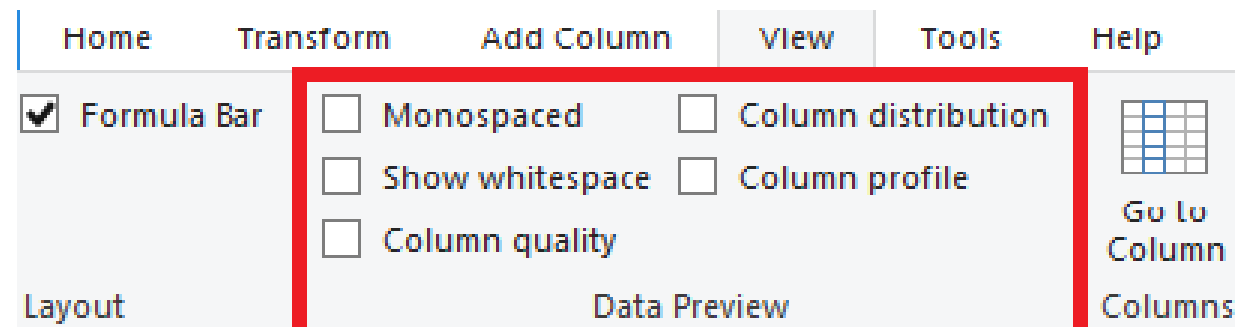 Home Transform Add Column View Tools Help
Formula Bar Monospaced Column distribution
Show whitespace Column profile
Go to
Column quality Column
Layout Data Preview Columns